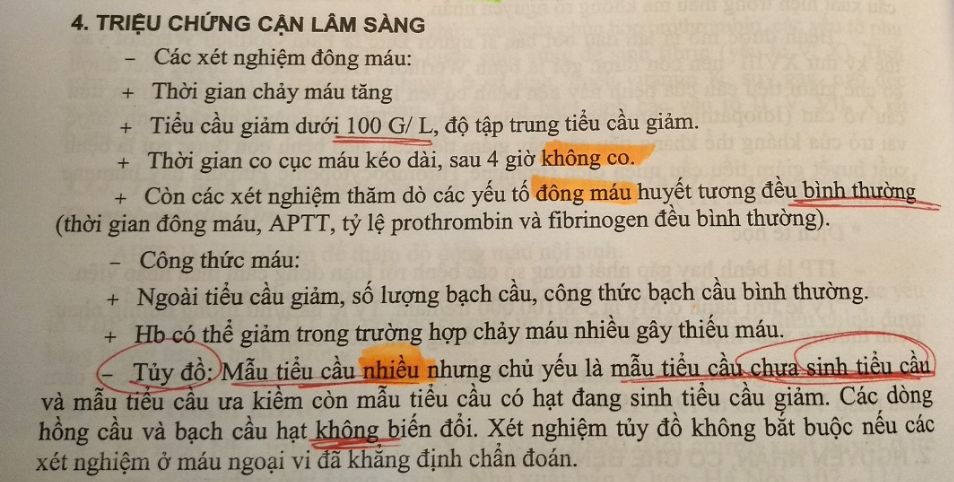 4. TRIỆU CHỨNG CẬN LÂM SÀNG
- Các xét nghiệm đông máu:
+ Thời gian chảy máu tăng
+ Tiểu cầu giảm dưới 100 G/ L, độ tập trung tiểu cầu giảm.
+ Thời gian co cục máu kéo dài, sau 4 giờ không co.
+ Còn các xét nghiệm thăm dò các yếu tố đông máu huyết tương đều bình thường
(thời gian đông máu, APTT, tỷ lệ prothrombin và fibrinogen đều bình thường).
- Công thức máu:
+ Ngoài tiểu cầu giảm, số lượng bạch cầu, công thức bạch cầu bình thường.
+ Hb có thể giảm trong trường hợp chảy máu nhiều gây thiếu máu.
- Tủy đồ: Mẫu tiểu cầu nhiều nhưng chủ yếu là mẫu tiểu cầu chưa sinh tiểu cầu
và mẫu tiểu cầu ưa kiềm còn mẫu tiểu cầu có hạt đang sinh tiểu cầu giảm. Các dòng
hồng cầu và bạch cầu hạt không biến đổi. Xét nghiệm tủy đồ không bắt buộc nếu các
xét nghiệm ở máu ngoại vi đã khẳng định chẩn đoán.